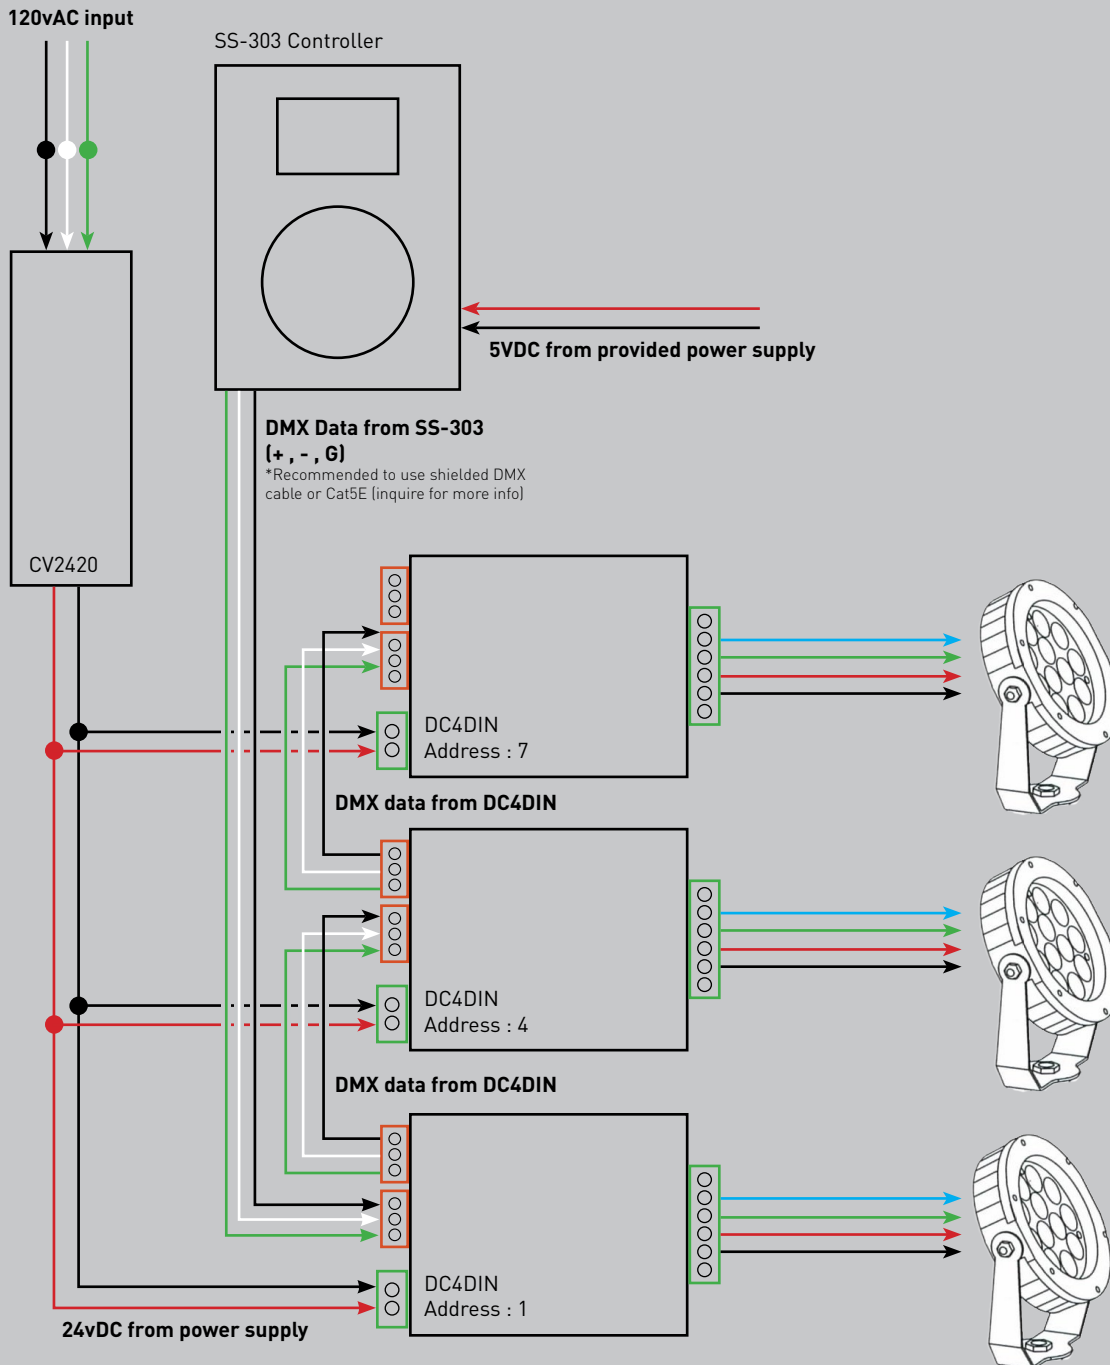 120vAC input
SS-303 Controller
5VDC from provided power supply
DMX Data from SS-303
(+ , - , G)
*Recommended to use shielded DMX
cable or Cat5E (inquire for more info)
CV2420
DC4DIN
Address : 7
DMX data from DC4DIN
DC4DIN
Address : 4
DMX data from DC4DIN
DC4DIN
Address : 1
24vDC from power supply